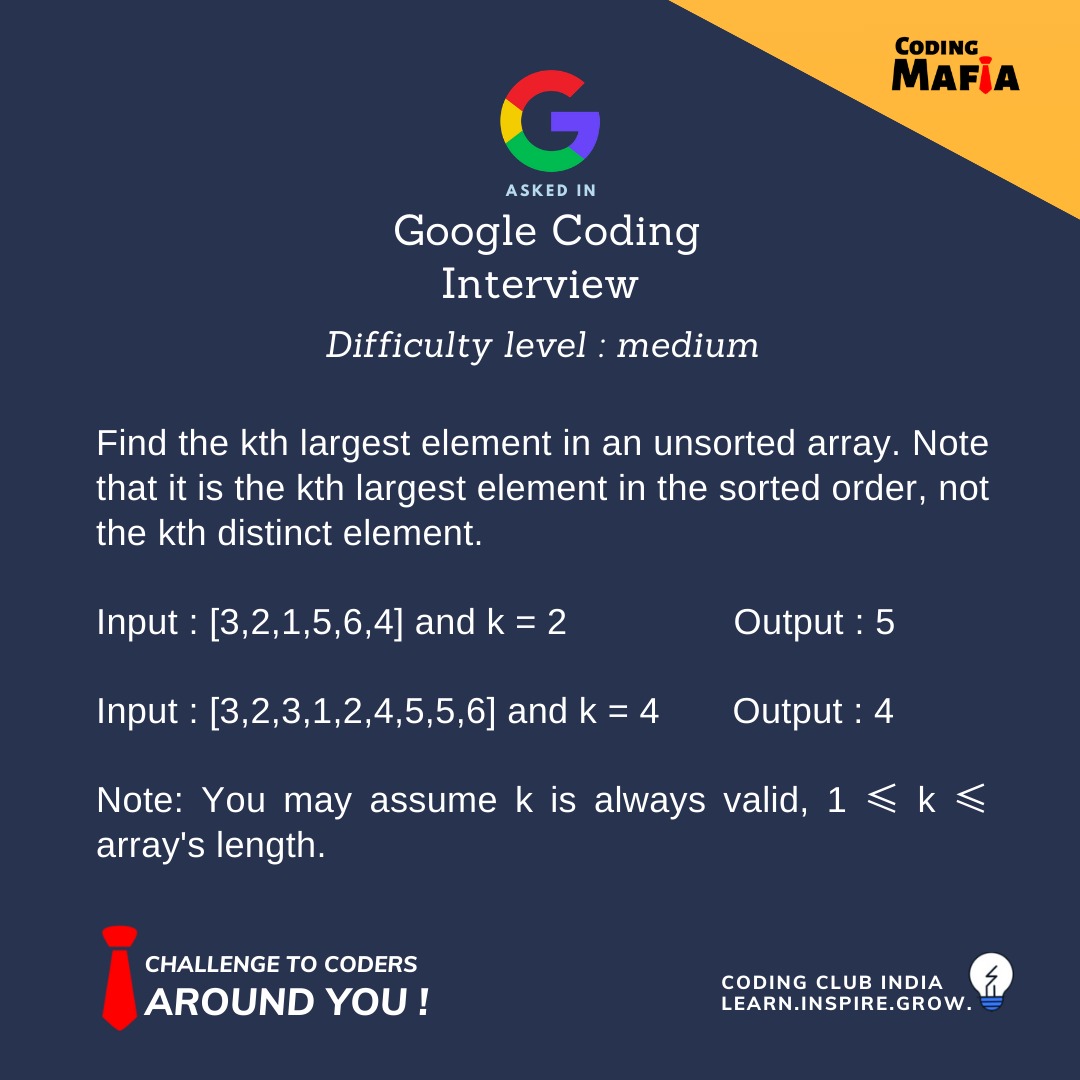 CODING
MAFIA
ASKED IN
Google Coding
Interview
Difficulty level : medium
Find the kth largest element in an unsorted array. Note
that it is the kth largest element in the sorted order, not
the kth distinct element.
Input : [3,2,1,5,6,4] and k = 2 Output : 5
Input : [3,2,3,1,2,4,5,5,6] and k = 4 Output : 4
Note: You may assume k is always valid, 1 ⩽ k ⩽
array's length.
CHALLENGE TO CODERS
AROUND YOU !
CODING CLUB INDIA
LEARN.INSPIRE.GROW.